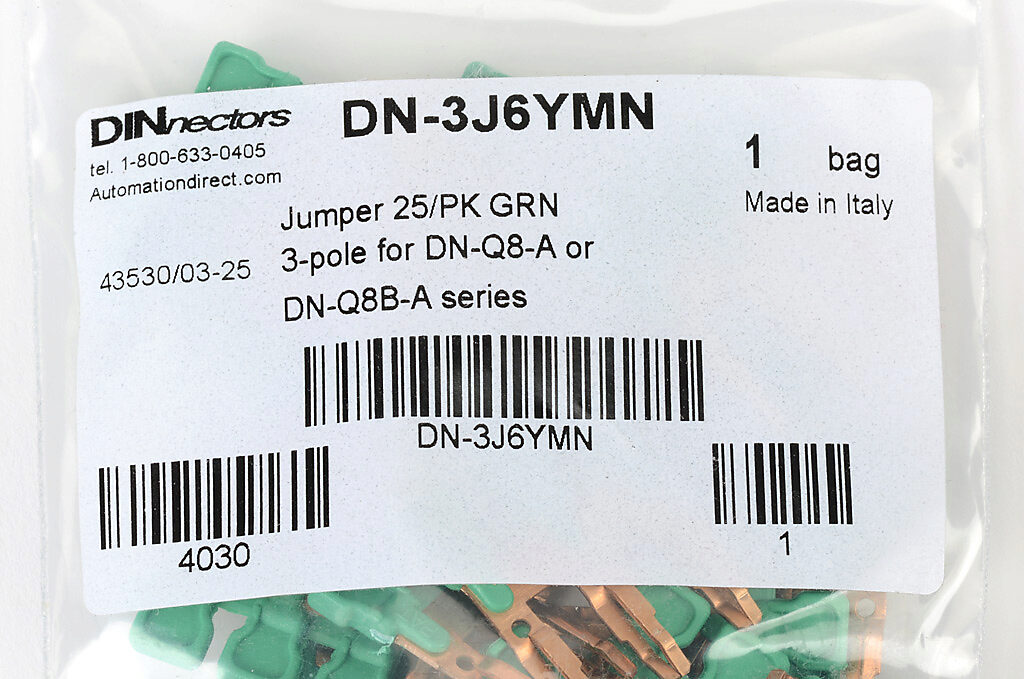 DINnectors DN-3J6YMN
tel. 1-800-633-0405
Automationdirect.com
1 bag
Made in Italy
Jumper 25/PK GRN
3-pole for DN-Q8-A or
DN-Q8B-A series
43530/03-25
DN-3J6YMN
4030
1